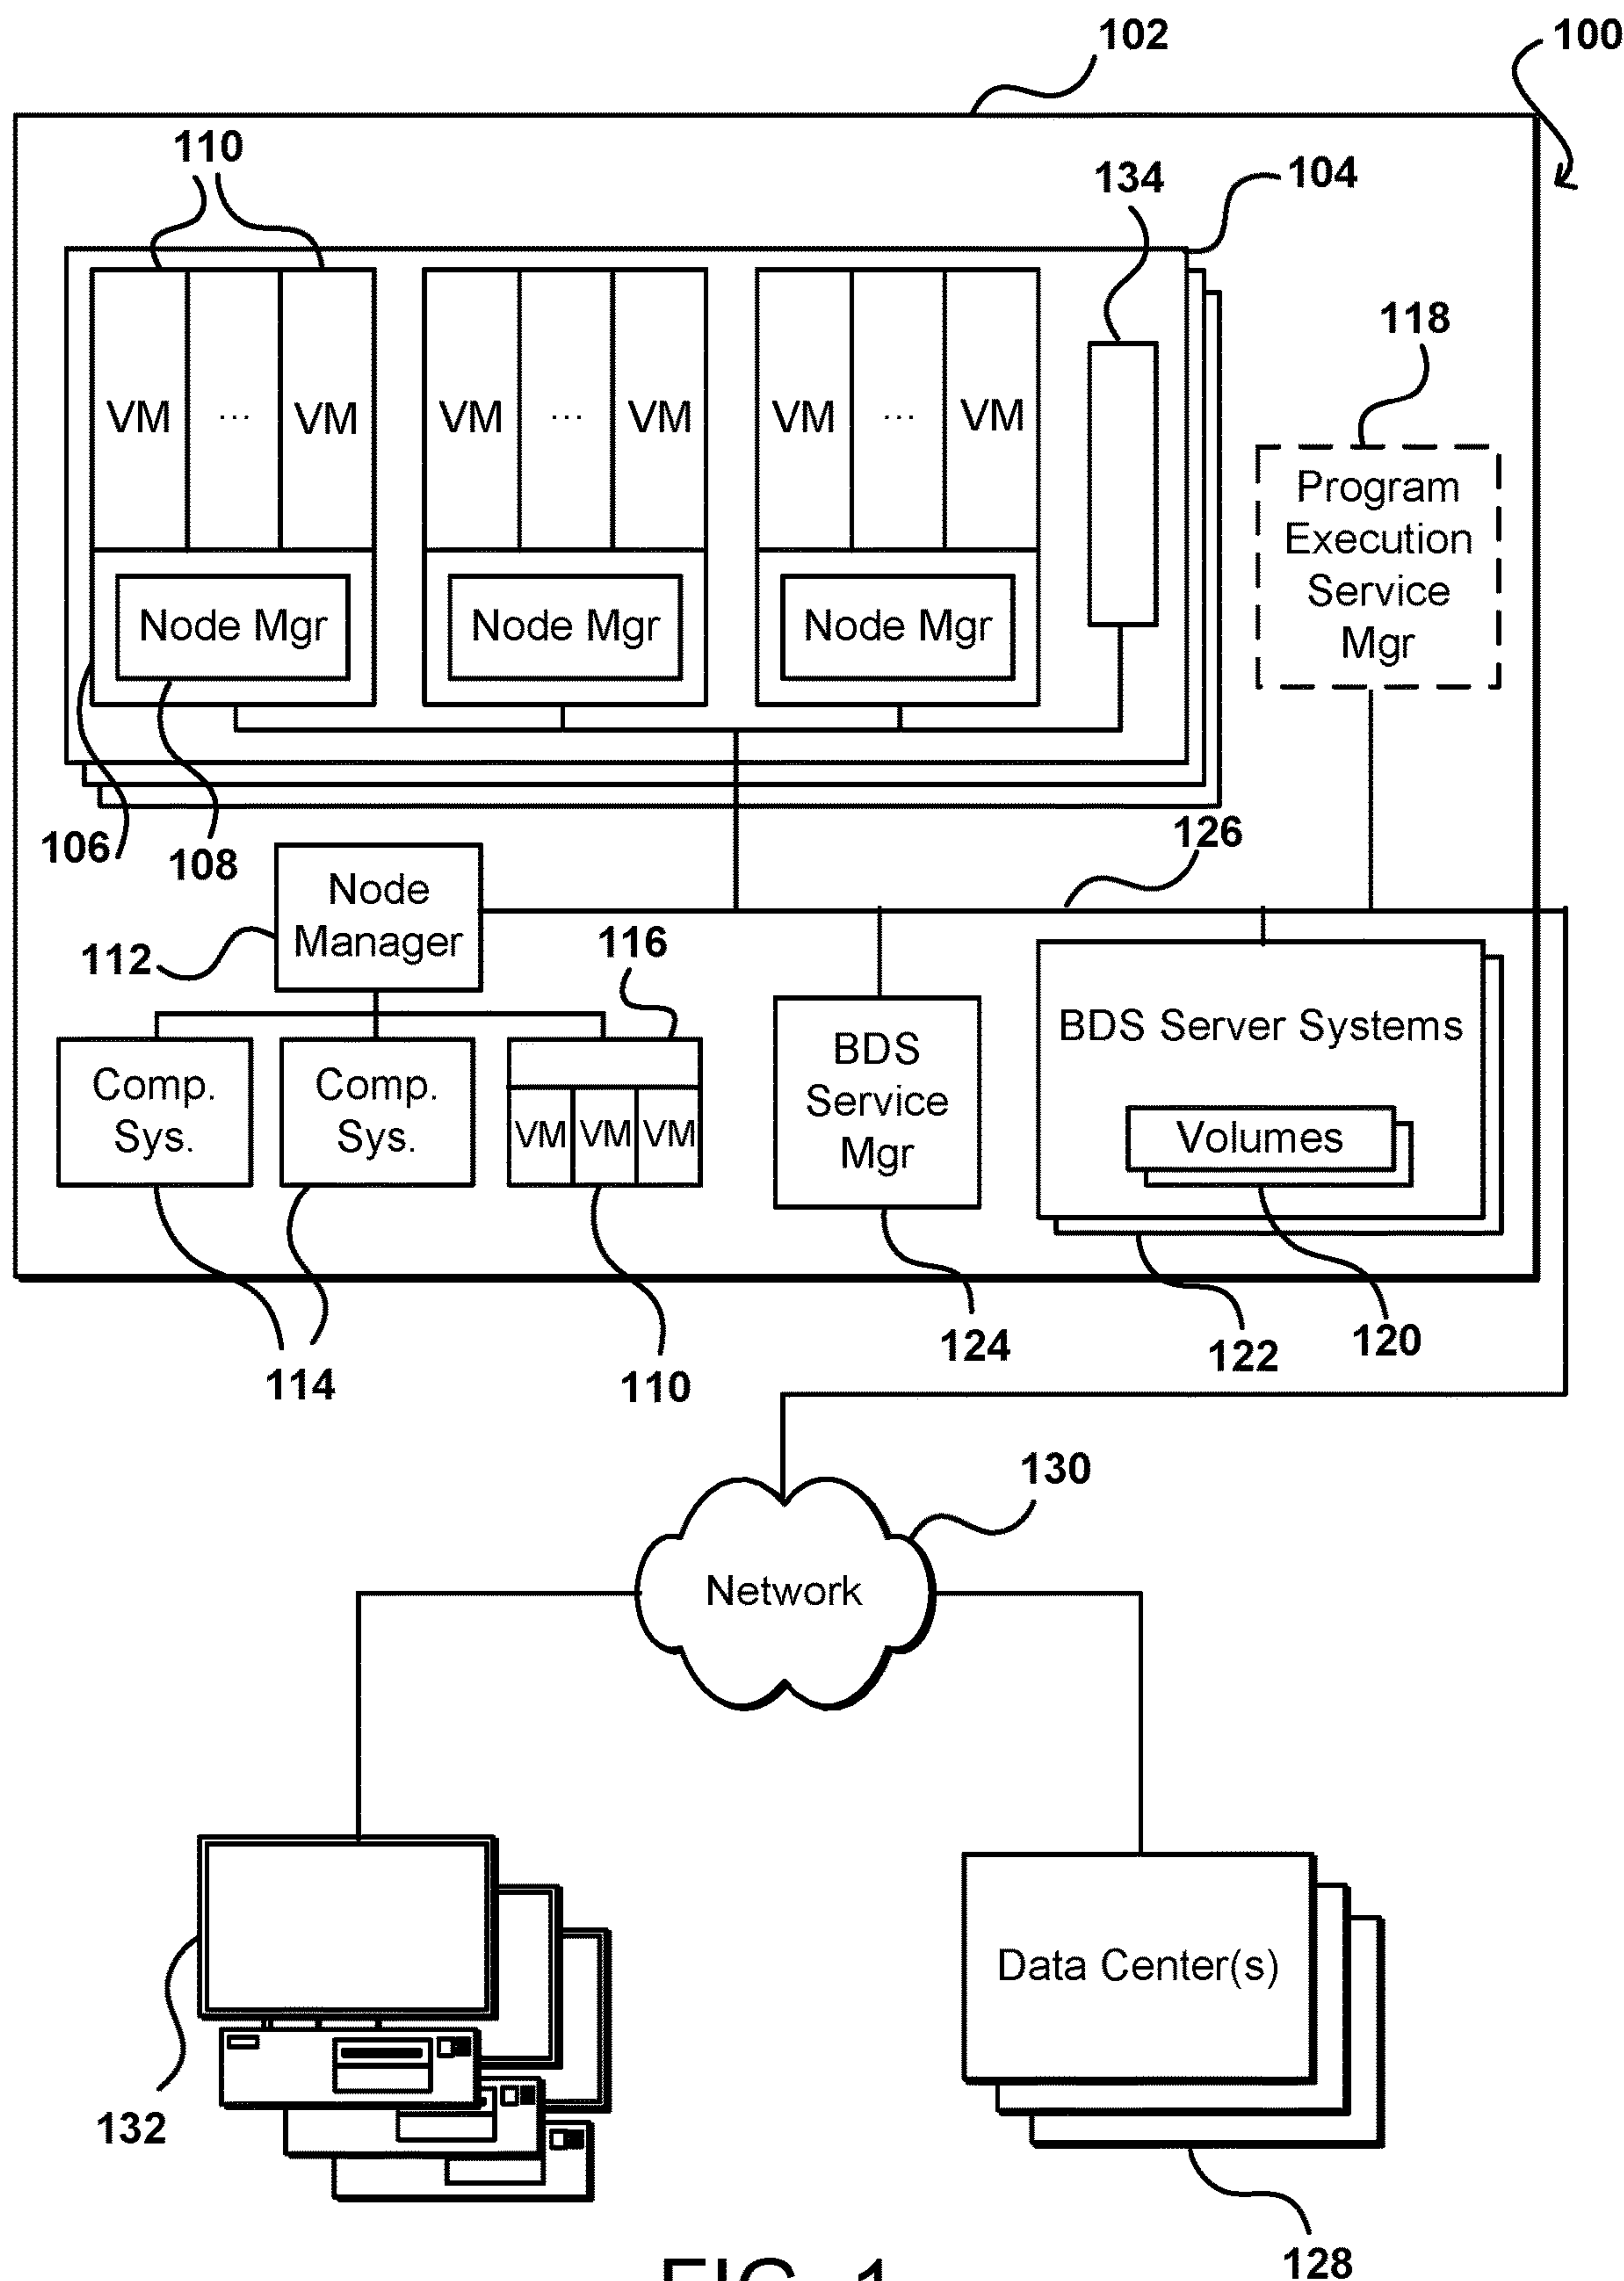 102
100
110
134
104
118
VM
...
VM
VM
...
VM
VM
...
VM
Program
Execution
Service
Mgr
Node Mgr
Node Mgr
Node Mgr
106
108
126
Node
Manager
112
116
Comp.
Sys.
Comp.
Sys.
VM
VM
VM
BDS
Service
Mgr
BDS Server Systems
Volumes
114
110
124
122
120
130
Network
132
Data Center(s)
128
FIG. 1